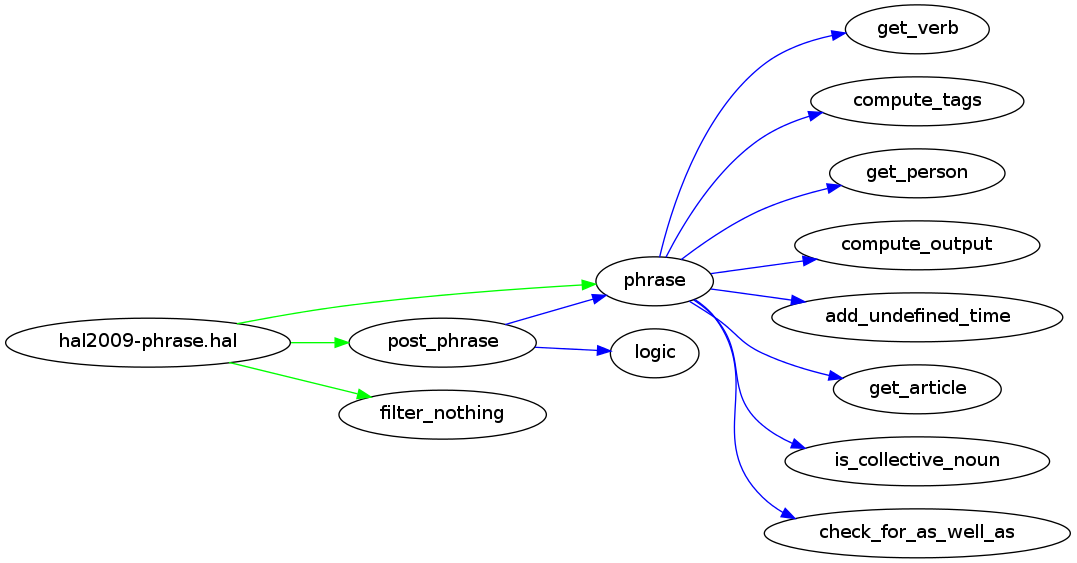 get_verb
compute_tags
get_person
compute_output
phrase
add_undefined_time
hal2009-phrase.hal
post_phrase
logic
get_article
filter_nothing
is_collective_noun
check_for_as_well_as